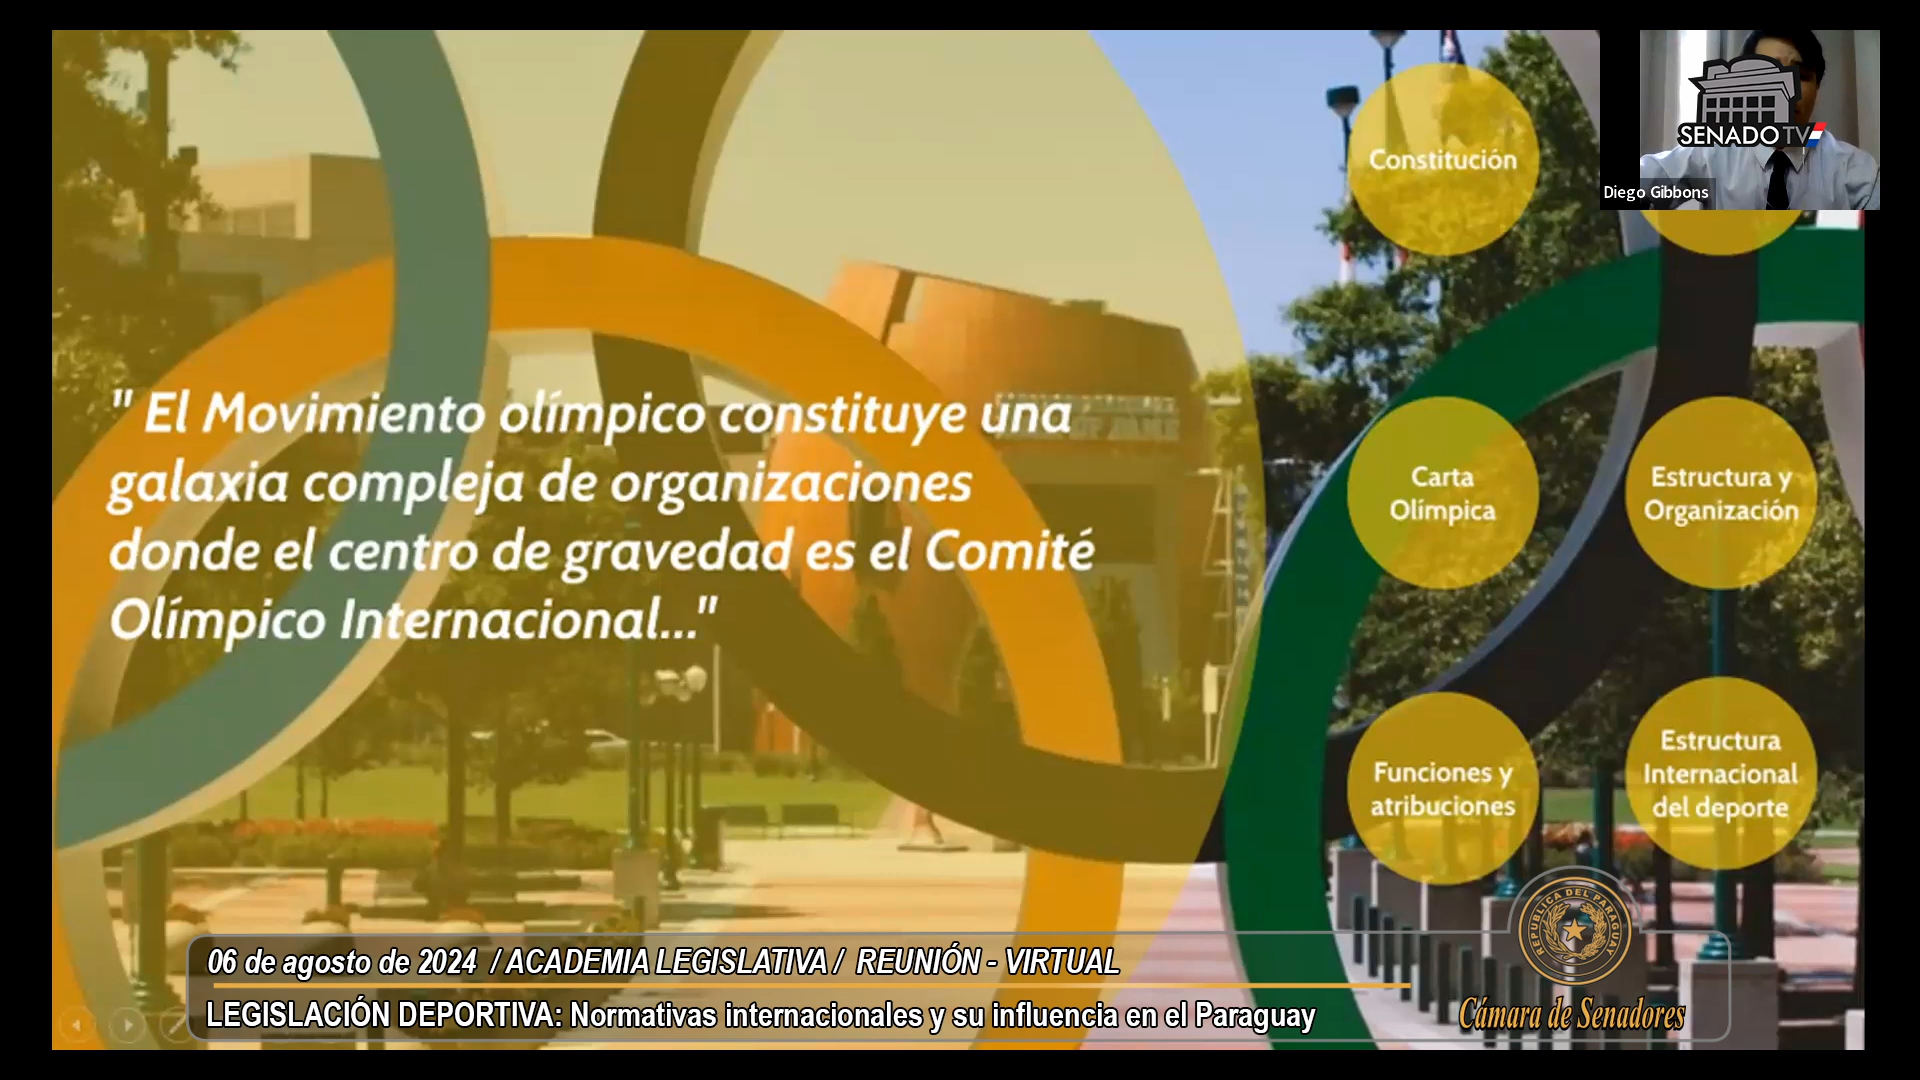 Constitución
SENADO TV
Diego Gibbons
" El Movimiento olímpico constituye una
galaxia compleja de organizaciones
donde el centro de gravedad es el Comité
Olímpico Internacional..."
Carta
Olímpica
Estructura y
Organización
Funciones y
atribuciones
Estructura
Internacional
del deporte
REPUBLICA DEL PARAGUAY
06 de agosto de 2024 / ACADEMIA LEGISLATIVA / REUNIÓN - VIRTUAL
LEGISLACIÓN DEPORTIVA: Normativas internacionales y su influencia en el Paraguay
Cámara de Senadores